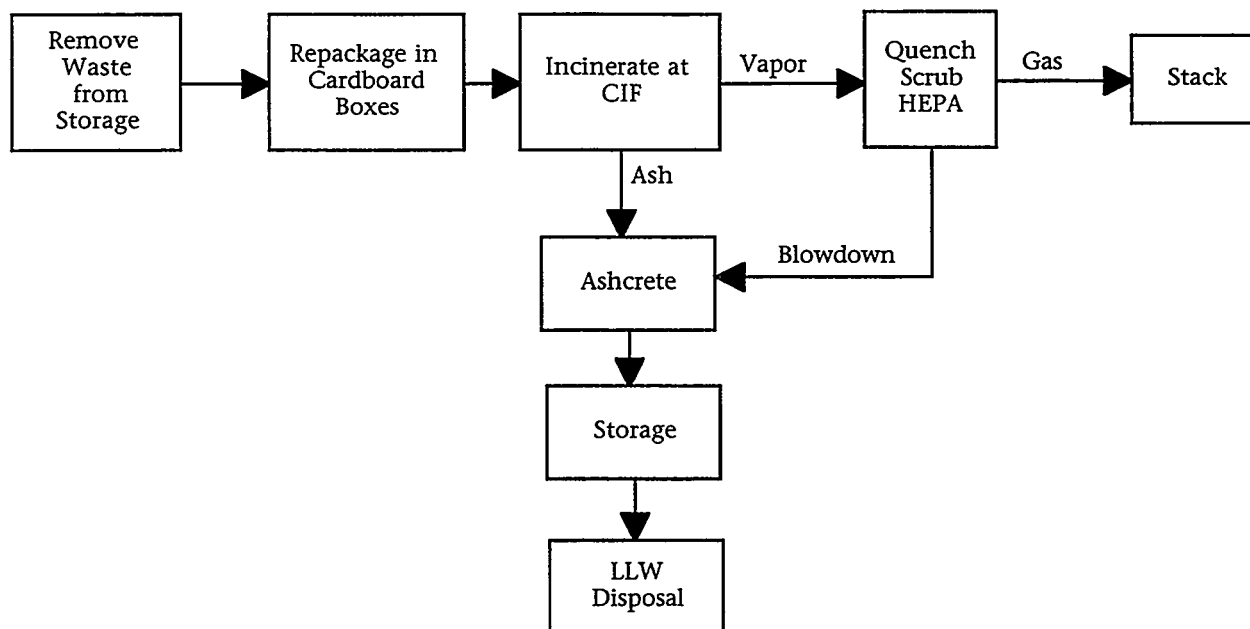 Remove
Waste
from
Storage
Repackage in
Cardboard
Boxes
Incinerate at
CIF
Vapor
Quench
Scrub
HEPA
Gas
Stack
Ash
Blowdown
Ashcrete
Storage
LLW
Disposal